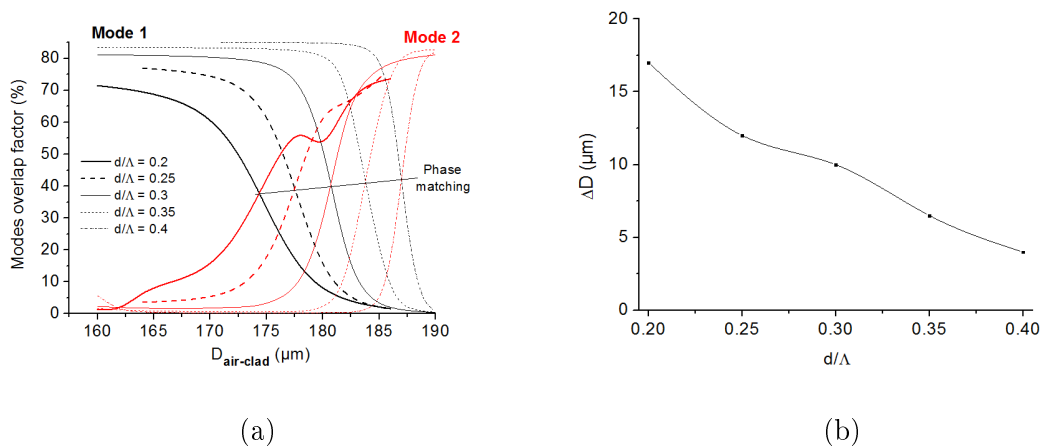 Mode 1
Mode 2
Modes overlap factor (%)
80
70
60
50
40
30
20
10
0
d/Λ = 0.2
d/Λ = 0.25
d/Λ = 0.3
d/Λ = 0.35
d/Λ = 0.4
Phase
matching
160 165 170 175 180 185 190
D air-clad (µm)
(a)
b)
ΔD (µm)
20
15
10
5
0
0.20 0.25 0.30 0.35 0.40
d/Λ
(b)